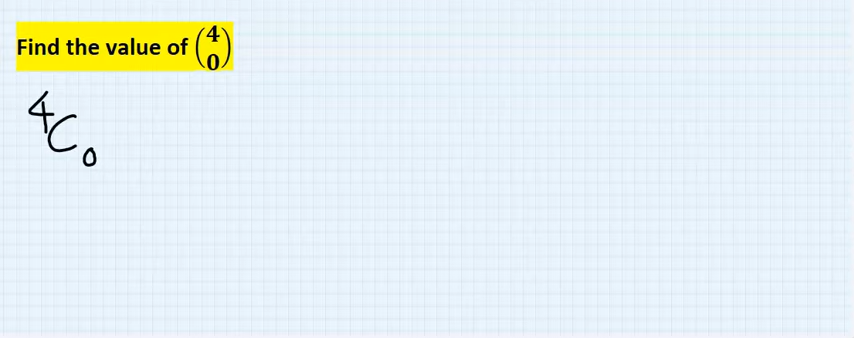 Find the value of (4 0)
⁴C₀